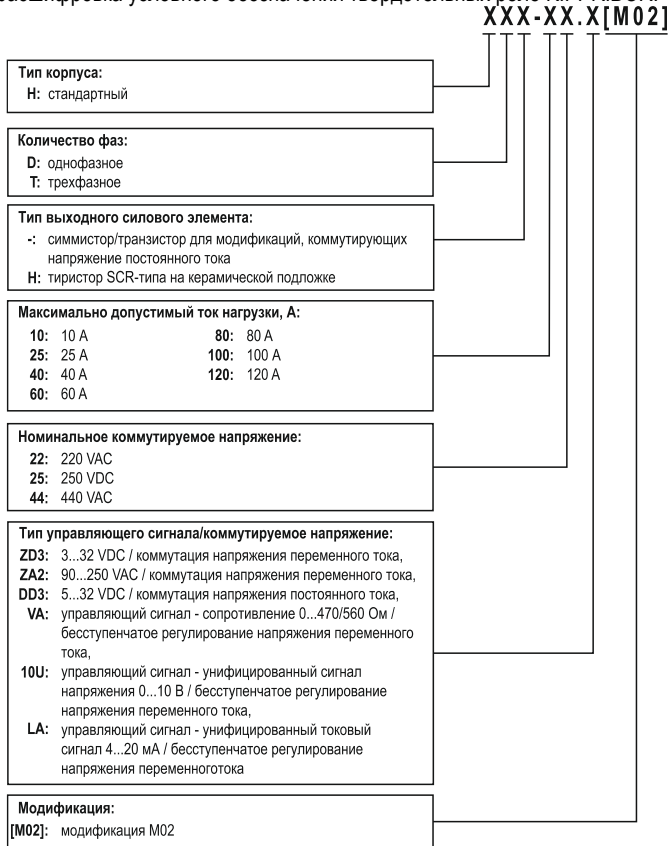 XXX-XX.X[M02]
Тип корпуса:
H: стандартный
Количество фаз:
D: однофазное
T: трехфазное
Тип выходного силового элемента:
-: симмистор/транзистор для модификаций, коммутирующих
напряжение постоянного тока
H: тиристор SCR-типа на керамической подложке
Максимально допустимый ток нагрузки, А:
10: 10 А 80: 80 А
25: 25 А 100: 100 А
40: 40 А 120: 120 А
60: 60 А
Номинальное коммутируемое напряжение:
22: 220 VAC
25: 250 VDC
44: 440 VAC
Тип управляющего сигнала/коммутируемое напряжение:
ZD3: 3...32 VDC / коммутация напряжения переменного тока,
ZA2: 90...250 VAC / коммутация напряжения переменного тока,
DD3: 5...32 VDC / коммутация напряжения постоянного тока,
VA: управляющий сигнал - сопротивление 0...470/560 Ом /
бесступенчатое регулирование напряжения переменного
тока,
10U: управляющий сигнал - унифицированный сигнал
напряжения 0...10 В / бесступенчатое регулирование
напряжения переменного тока,
LA: управляющий сигнал - унифицированный токовый
сигнал 4...20 мА / бесступенчатое регулирование
напряжения переменноготока
Модификация:
[M02]: модификация M02